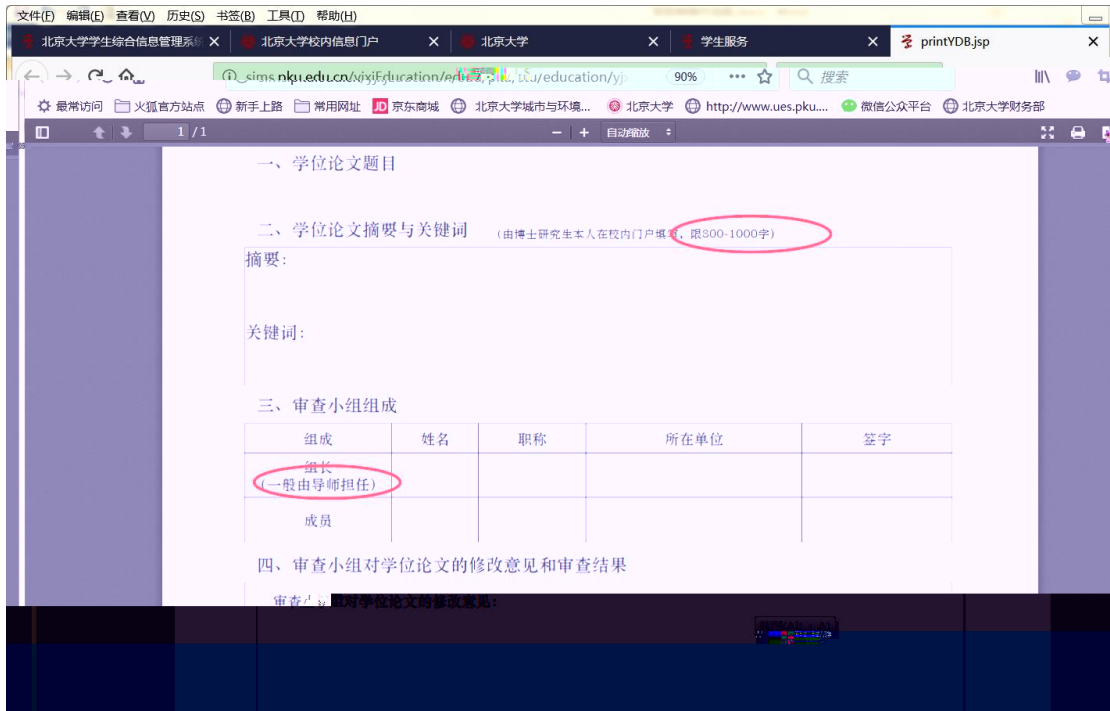 文件(F) 编辑(E) 查看(V) 历史(S) 书签(B) 工具(T) 帮助(H)
北京大学学生综合信息管理系统 北京大学校内信息门户 北京大学 学生服务 printYDB.jsp
90% 搜索
最常访问 火狐官方站点 新手上路 常用网址 JD 京东商城 北京大学城市与环境... 北京大学 http://www.ues.pku.... 微信公众平台 北京大学财务部
1 / 1 自动缩放
一、学位论文题目
二、学位论文摘要与关键词 (由博士研究生本人在校内门户填写，限800-1000字)
摘要:
关键词:
三、审查小组组成
组成 姓名 职称 所在单位 签字
组长
(一般由导师担任)
成员
四、审查小组对学位论文的修改意见和审查结果
审查小组对学位论文的修改意见: